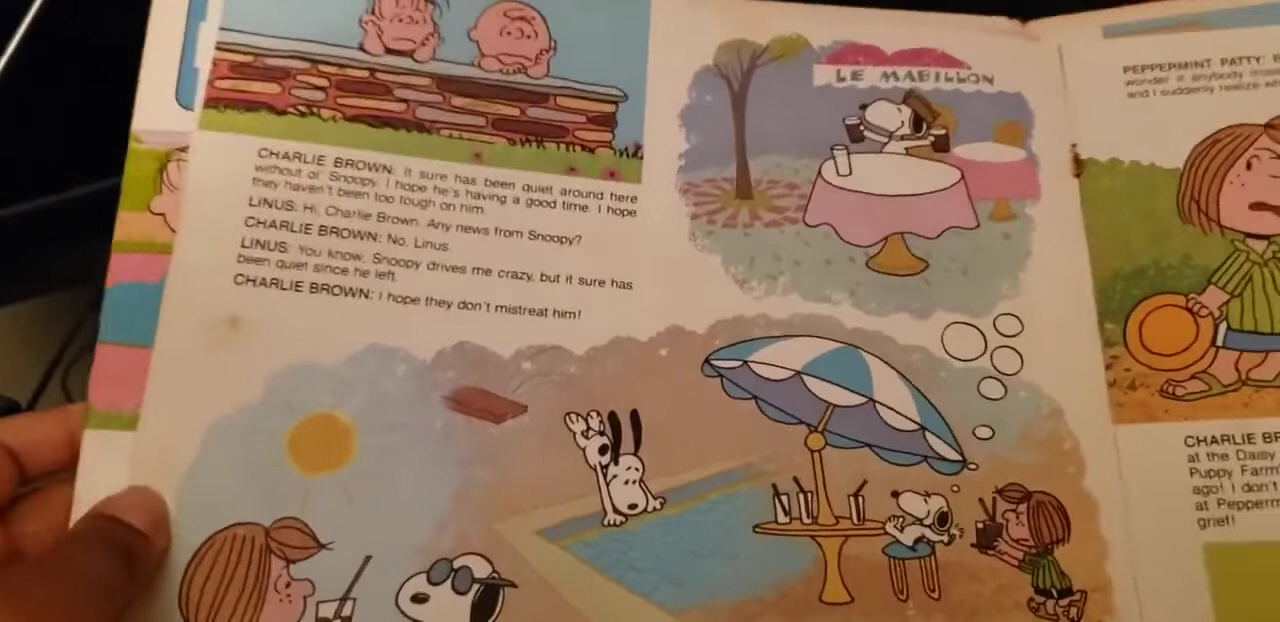 CHARLIE BROWN: It sure has been quiet around here
without ol' Snoopy. I hope he's having a good time. I hope
they haven't been too tough on him.
LINUS: Hi, Charlie Brown. Any news from Snoopy?
CHARLIE BROWN: No, Linus.
LINUS: You know, Snoopy drives me crazy, but it sure has
been quiet since he left.
CHARLIE BROWN: I hope they don't mistreat him!
LE MABILLON
PEPPERMINT PATTY:
wonder if anybody
and I suddenly realize
CHARLIE
at the Daisy
Puppy Farm
ago! I don't
at Pepperm
grief!